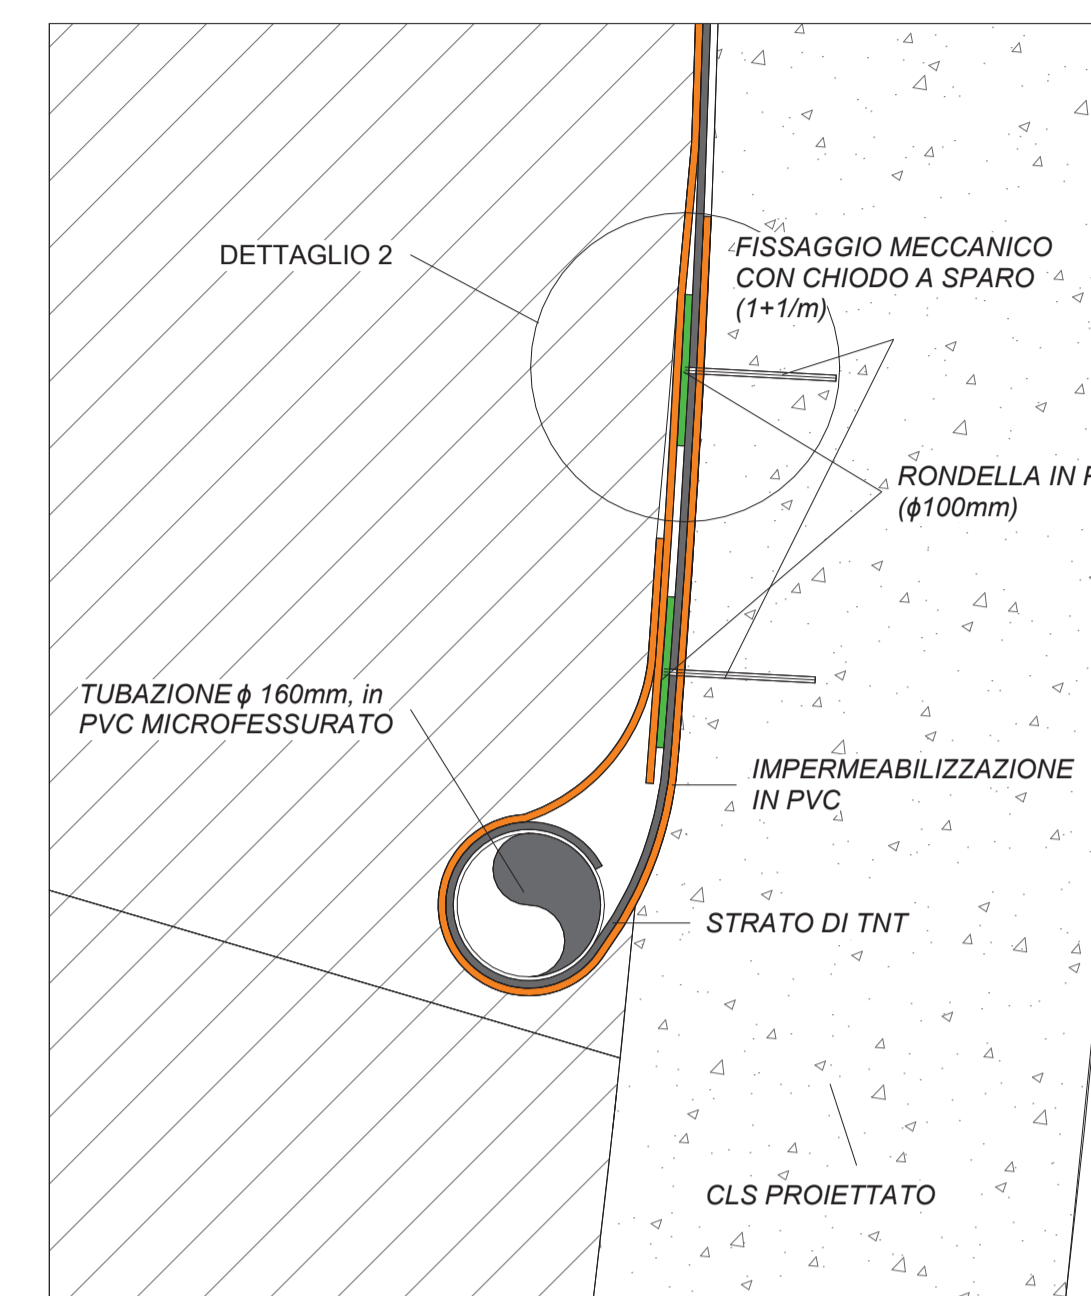 DETTAGLIO 2
FISSAGGIO MECCANICO
CON CHIODO A SPARO
(1+1/m)
RONDELLA IN
(ϕ100mm)
TUBAZIONE ϕ 160mm, in
PVC MICROFESSURATO
IMPERMEABILIZZAZIONE
IN PVC
STRATO DI TNT
CLS PROIETTATO